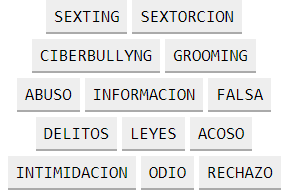 SEXTING SEXTORCION
CIBERBULLYNG GROOMING
ABUSO INFORMACION FALSA
DELITOS LEYES ACOSO
INTIMIDACION ODIO RECHAZO